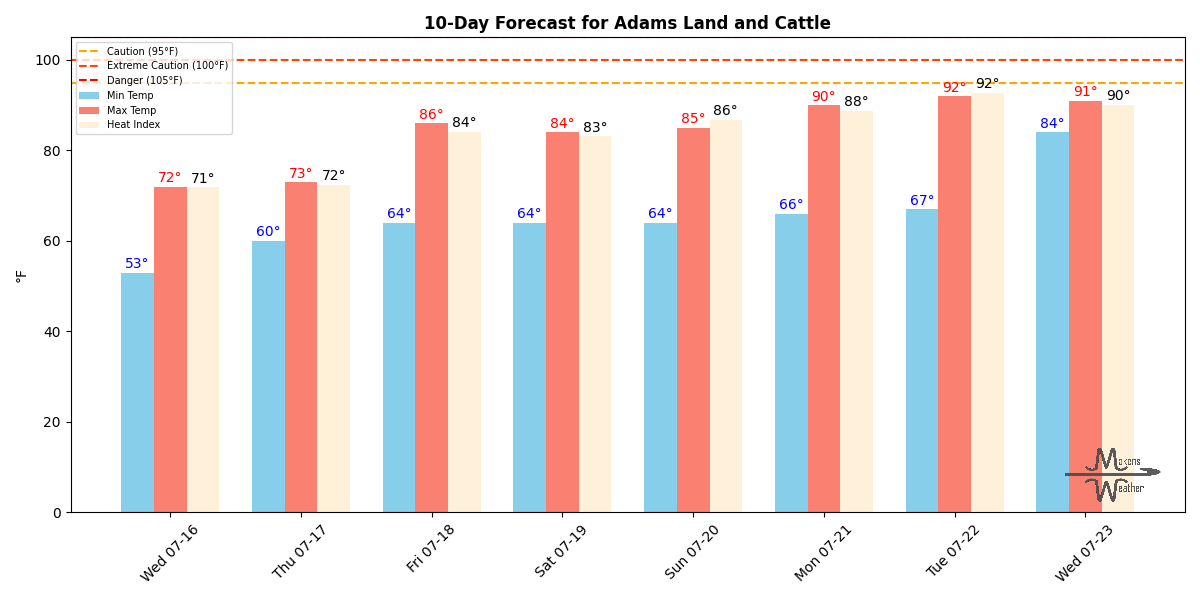 10-Day Forecast for Adams Land and Cattle
Caution (95°F)
Extreme Caution (100°F)
Danger (105°F)
Min Temp
Max Temp
Heat Index
°F
100
80
60
40
20
0
53° 72° 71°
60° 73° 72°
64° 86° 84°
64° 84° 83°
64° 85° 86°
66° 90° 88°
67° 92° 92°
84° 91° 90°
Wed 07-16
Thu 07-17
Fri 07-18
Sat 07-19
Sun 07-20
Mon 07-21
Tue 07-22
Wed 07-23
akens
eather